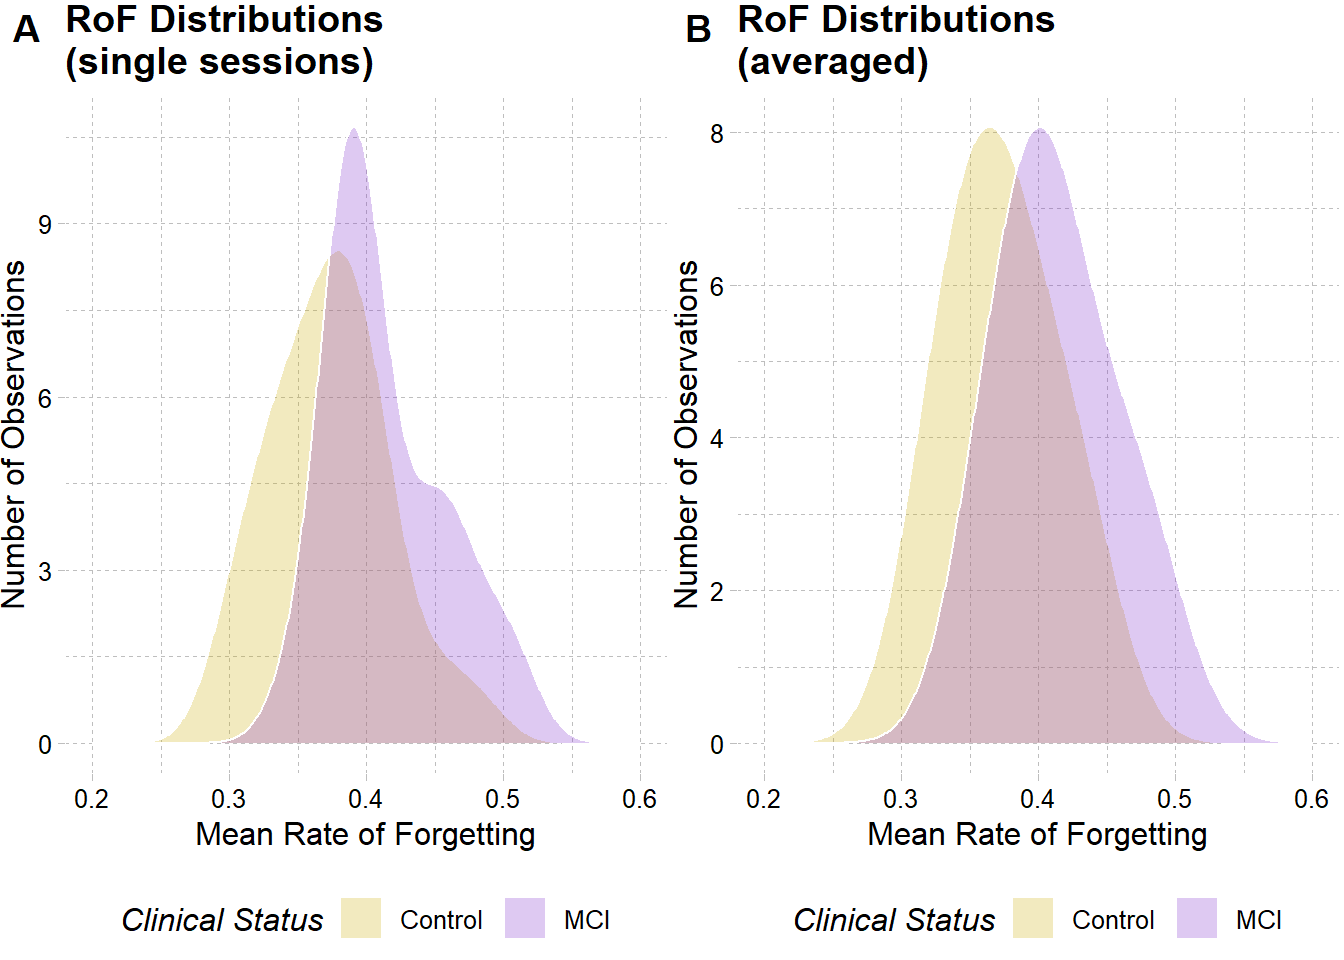 A
RoF Distributions
(single sessions)
Number of Observations
9
6
3
0
0.2 0.3 0.4 0.5 0.6
Mean Rate of Forgetting
Clinical Status Control MCI
B
RoF Distributions
(averaged)
Number of Observations
8
6
4
2
0
0.2 0.3 0.4 0.5 0.6
Mean Rate of Forgetting
Clinical Status Control MCI